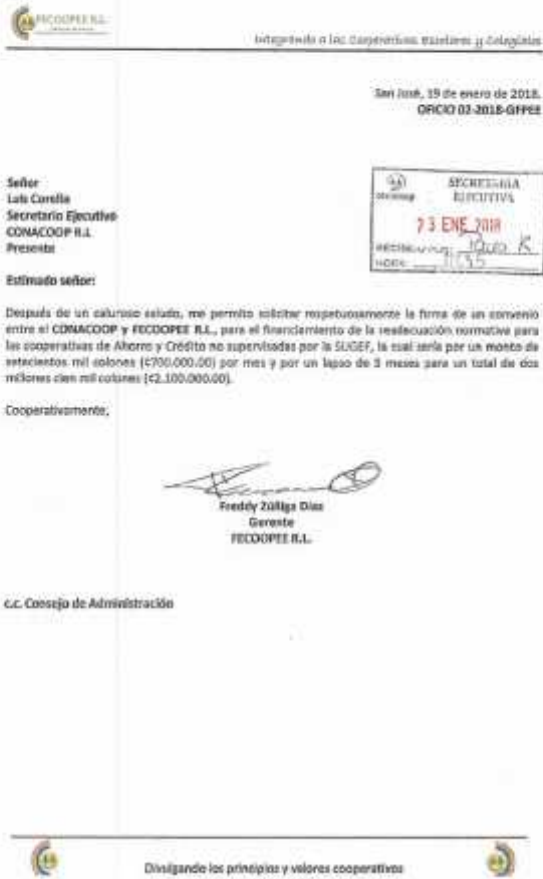 FECOOPEE R.L.
Integrando a las Cooperativas Escolares y Colegiales
San José, 19 de enero de 2018.
OFICIO 02-2018-GFPEE
Señor
Luis Corella
Secretario Ejecutivo
CONACOOP R.L
Presente
SECRETARIA
EJECUTIVA
23 ENE 2018
Estimado señor:
Después de un caluroso saludo, me permito solicitar respetuosamente la firma de un convenio
entre el CONACOOP y FECOOPEE R.L., para el financiamiento de la readecuación normativa para
las cooperativas de Ahorro y Crédito no supervisadas por la SUGEF, la cual sería por un monto de
setecientos mil colones (¢700.000.00) por mes y por un lapso de 3 meses para un total de dos
millones cien mil colones (¢2.100.000.00).
Cooperativamente,
Freddy Zúñiga Díaz
Gerente
FECOOPEE R.L.
c.c. Consejo de Administración
Divulgando los principios y valores cooperativos